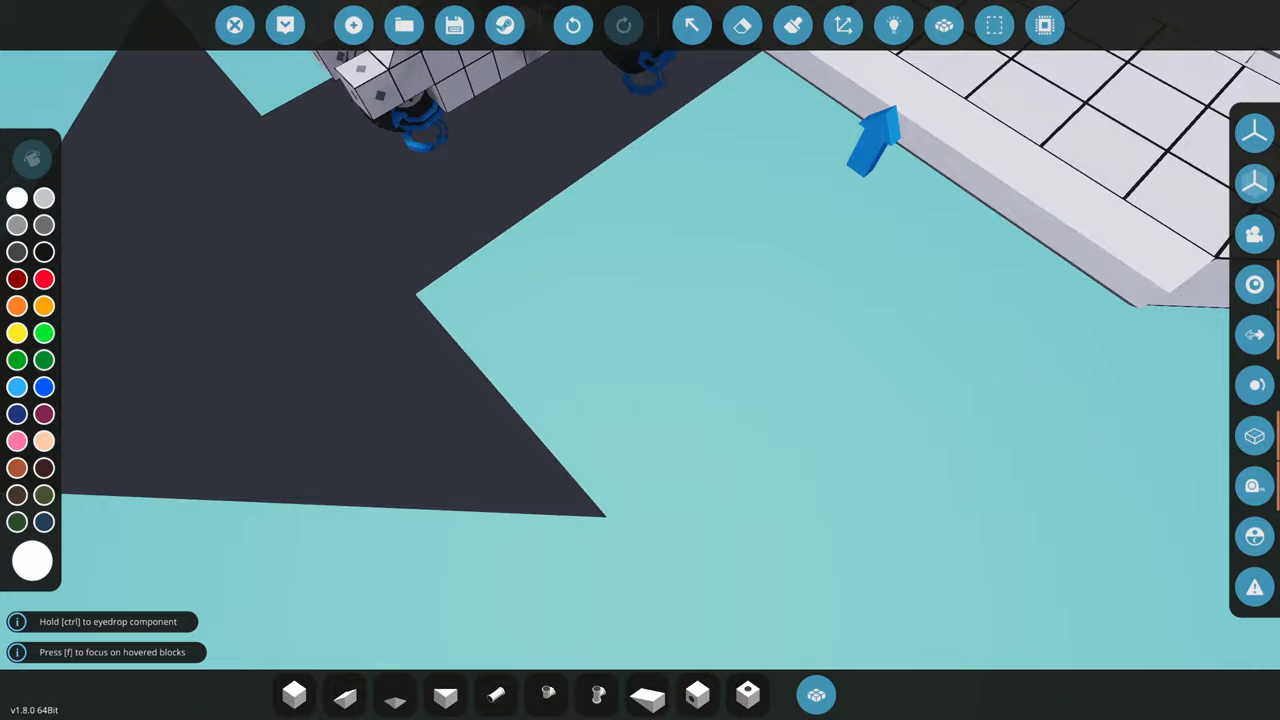 Hold [ctrl] to eyedrop component
Press [f] to focus on hovered blocks
v1.8.0 64Bit